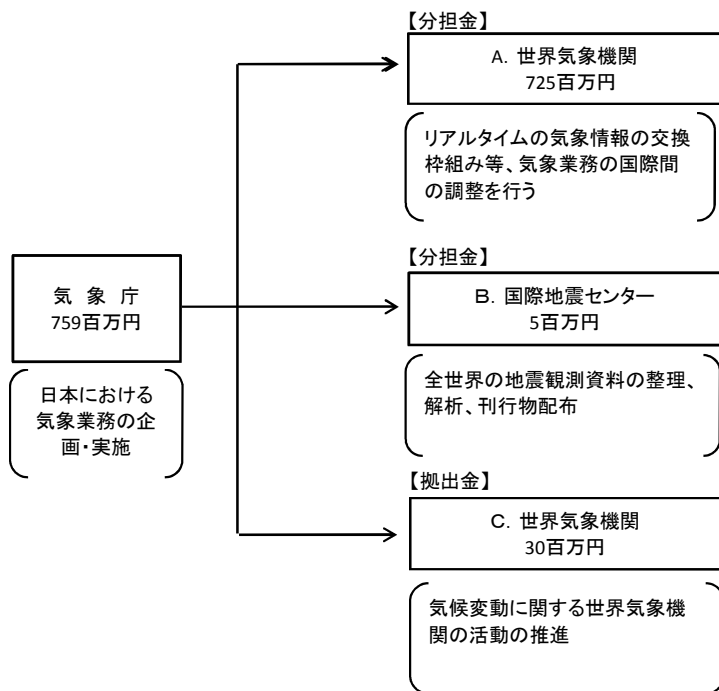 【分担金】
A. 世界気象機関
725百万円
リアルタイムの気象情報の交換
枠組み等、気象業務の国際間
の調整を行う
気 象 庁
759百万円
日本における
気象業務の企
画・実施
【分担金】
B. 国際地震センター
5百万円
全世界の地震観測資料の整理、
解析、刊行物配布
【拠出金】
C. 世界気象機関
30百万円
気候変動に関する世界気象機
関の活動の推進